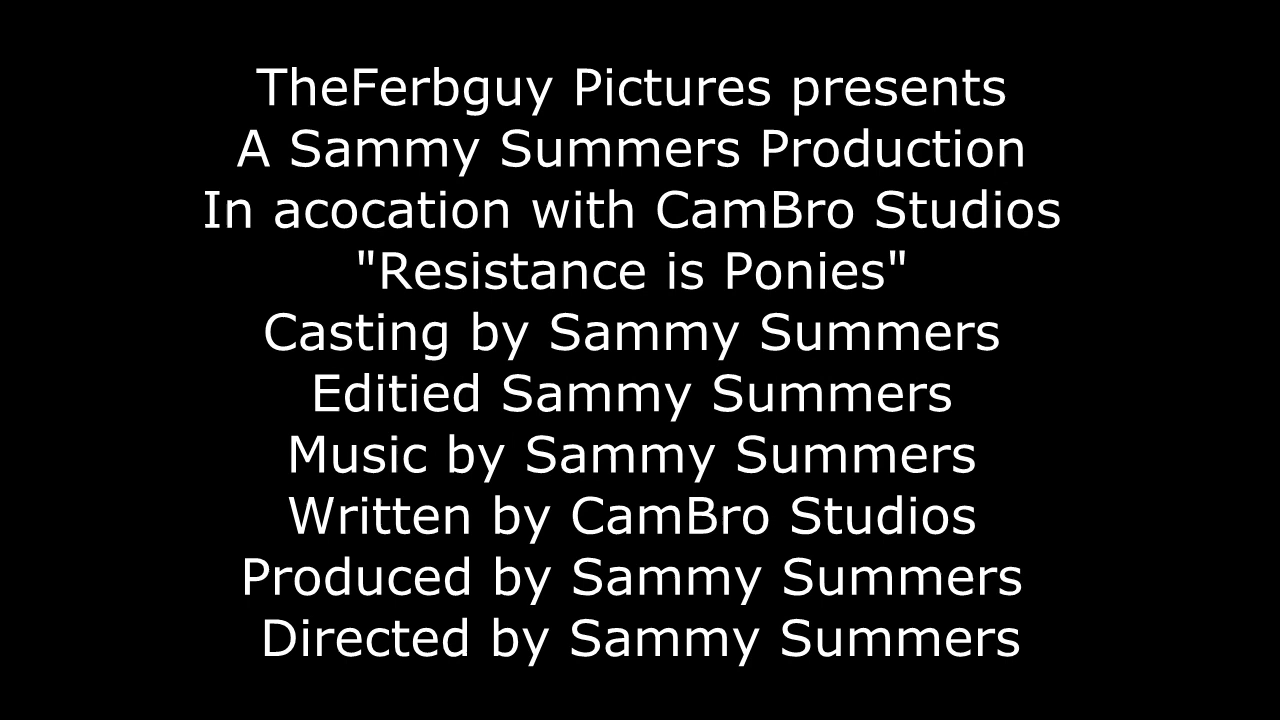 TheFerbguy Pictures presents
A Sammy Summers Production
In acocation with CamBro Studios
"Resistance is Ponies"
Casting by Sammy Summers
Editied Sammy Summers
Music by Sammy Summers
Written by CamBro Studios
Produced by Sammy Summers
Directed by Sammy Summers